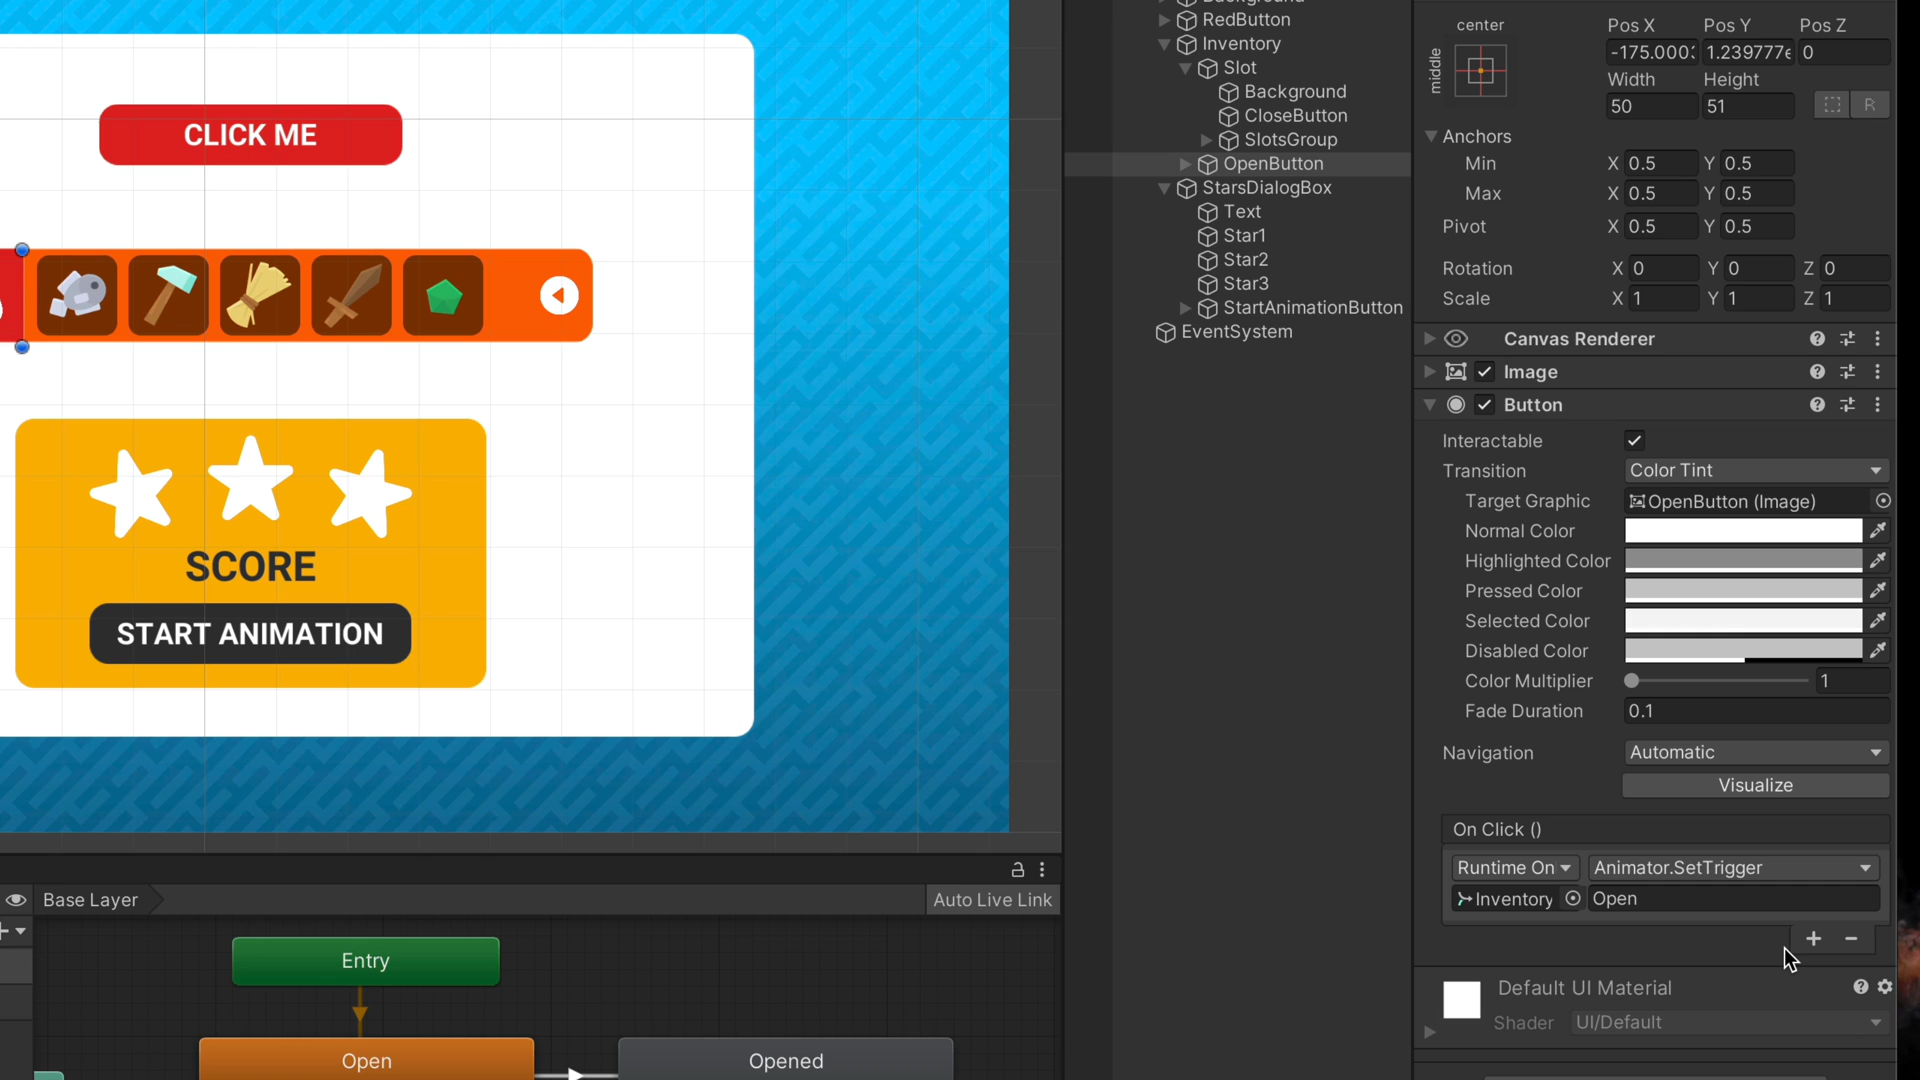 CLICK ME
SCORE
START ANIMATION
Base Layer
Auto Live Link
Entry
Open
Opened
Background
RedButton
Inventory
Slot
Background
CloseButton
SlotsGroup
OpenButton
StarsDialogBox
Text
Star1
Star2
Star3
StartAnimationButton
EventSystem
center
middle
Pos X Pos Y Pos Z
-175.000: 1.239777e 0
Width Height
50 51
R
Anchors
Min X 0.5 Y 0.5
Max X 0.5 Y 0.5
Pivot X 0.5 Y 0.5
Rotation X 0 Y 0 Z 0
Scale X 1 Y 1 Z 1
Canvas Renderer
Image
Button
Interactable
Transition Color Tint
Target Graphic OpenButton (Image)
Normal Color
Highlighted Color
Pressed Color
Selected Color
Disabled Color
Color Multiplier 1
Fade Duration 0.1
Navigation Automatic
Visualize
On Click ()
Runtime On Animator.SetTrigger
Inventory Open
Default UI Material
Shader UI/Default